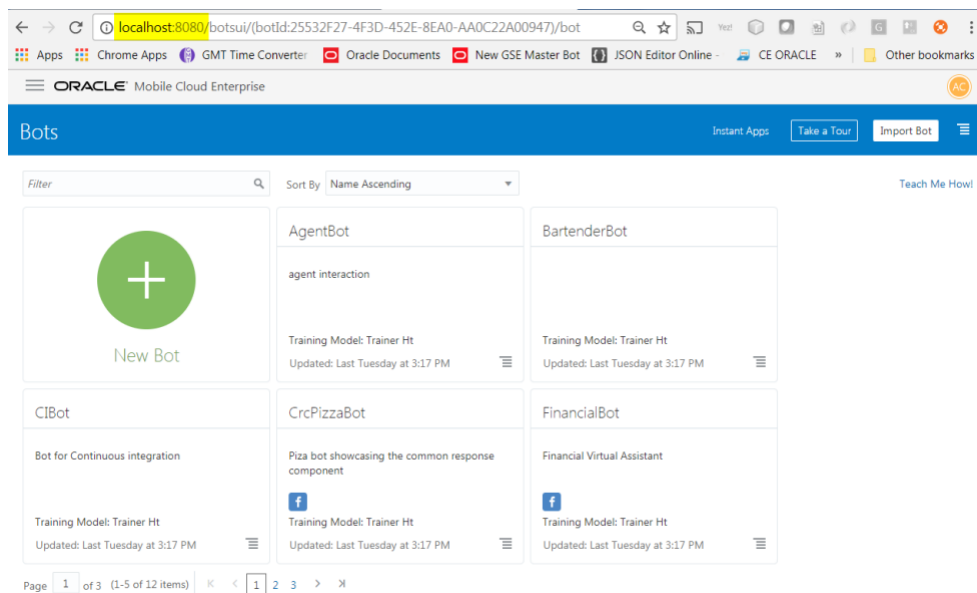 localhost:8080/botsui/(botId:25532F27-4F3D-452E-8EA0-AA0C22A00947)/bot
Apps Chrome Apps GMT Time Converter Oracle Documents New GSE Master Bot JSON Editor Online - CE ORACLE » Other bookmarks
ORACLE® Mobile Cloud Enterprise AC
Bots Instant Apps Take a Tour Import Bot
Filter Sort By Name Ascending Teach Me How!
New Bot
AgentBot
agent interaction
Training Model: Trainer Ht
Updated: Last Tuesday at 3:17 PM
BartenderBot
Training Model: Trainer Ht
Updated: Last Tuesday at 3:17 PM
CIBot
Bot for Continuous integration
Training Model: Trainer Ht
Updated: Last Tuesday at 3:17 PM
CrcPizzaBot
Piza bot showcasing the common response
component
f
Training Model: Trainer Ht
Updated: Last Tuesday at 3:17 PM
FinancialBot
Financial Virtual Assistant
f
Training Model: Trainer Ht
Updated: Last Tuesday at 3:17 PM
Page 1 of 3 (1-5 of 12 items) 1 2 3